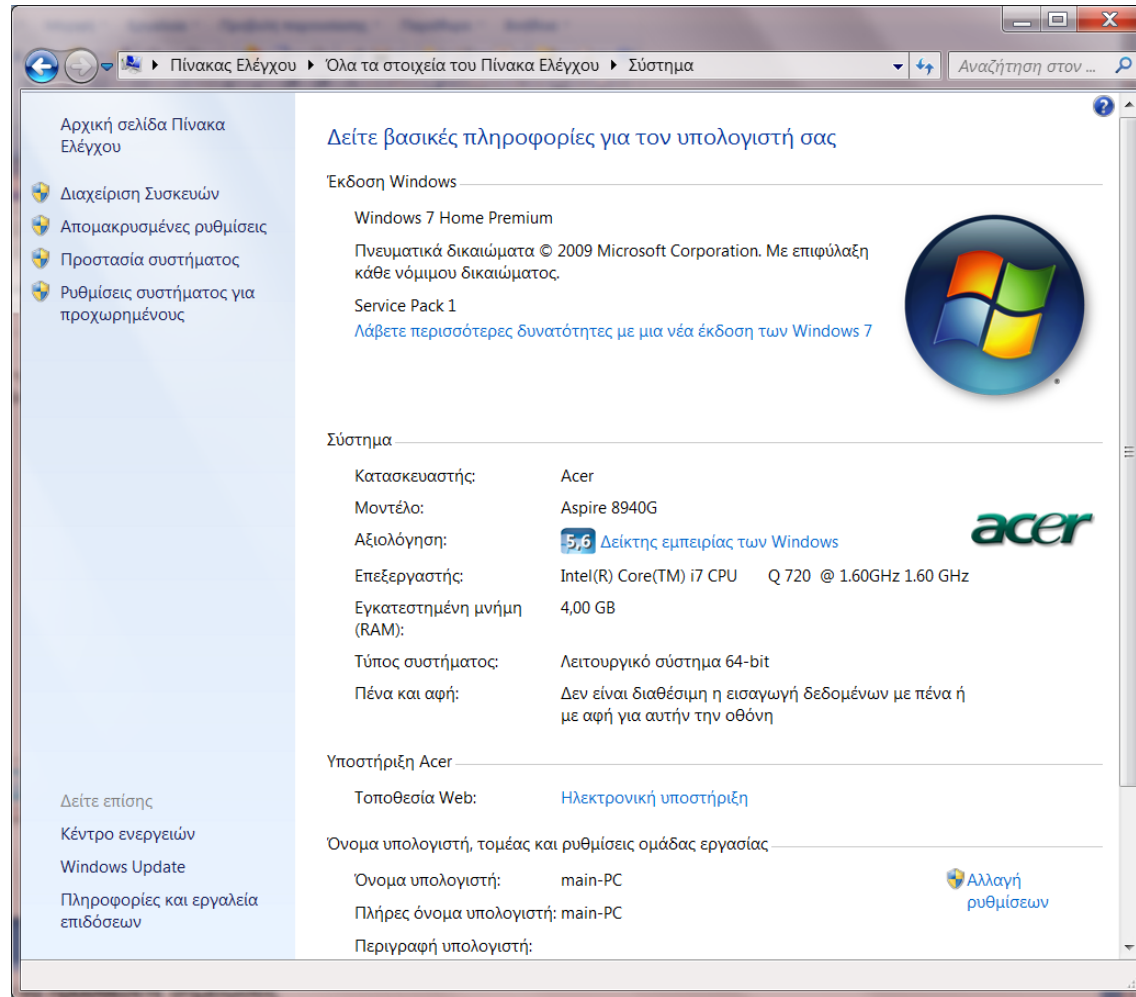 Πίνακας Ελέγχου Όλα τα στοιχεία του Πίνακα Ελέγχου Σύστημα
Αναζήτηση στον ...
Αρχική σελίδα Πίνακα
Ελέγχου
Διαχείριση Συσκευών
Απομακρυσμένες ρυθμίσεις
Προστασία συστήματος
Ρυθμίσεις συστήματος για
προχωρημένους
Δείτε επίσης
Κέντρο ενεργειών
Windows Update
Πληροφορίες και εργαλεία
επιδόσεων
Δείτε βασικές πληροφορίες για τον υπολογιστή σας
Έκδοση Windows
Windows 7 Home Premium
Πνευματικά δικαιώματα © 2009 Microsoft Corporation. Με επιφύλαξη
κάθε νόμιμου δικαιώματος.
Service Pack 1
Λάβετε περισσότερες δυνατότητες με μια νέα έκδοση των Windows 7
Σύστημα
Κατασκευαστής: Acer
Μοντέλο: Aspire 8940G
Αξιολόγηση: 5,6 Δείκτης εμπειρίας των Windows
acer
Επεξεργαστής: Intel(R) Core(TM) i7 CPU Q 720 @ 1.60GHz 1.60 GHz
Εγκατεστημένη μνήμη 4,00 GB
(RAM):
Τύπος συστήματος: Λειτουργικό σύστημα 64-bit
Πένα και αφή: Δεν είναι διαθέσιμη η εισαγωγή δεδομένων με πένα ή
με αφή για αυτήν την οθόνη
Υποστήριξη Acer
Τοποθεσία Web: Ηλεκτρονική υποστήριξη
Όνομα υπολογιστή, τομέας και ρυθμίσεις ομάδας εργασίας
Όνομα υπολογιστή: main-PC
Αλλαγή
ρυθμίσεων
Πλήρες όνομα υπολογιστή: main-PC
Περιγραφή υπολογιστή: